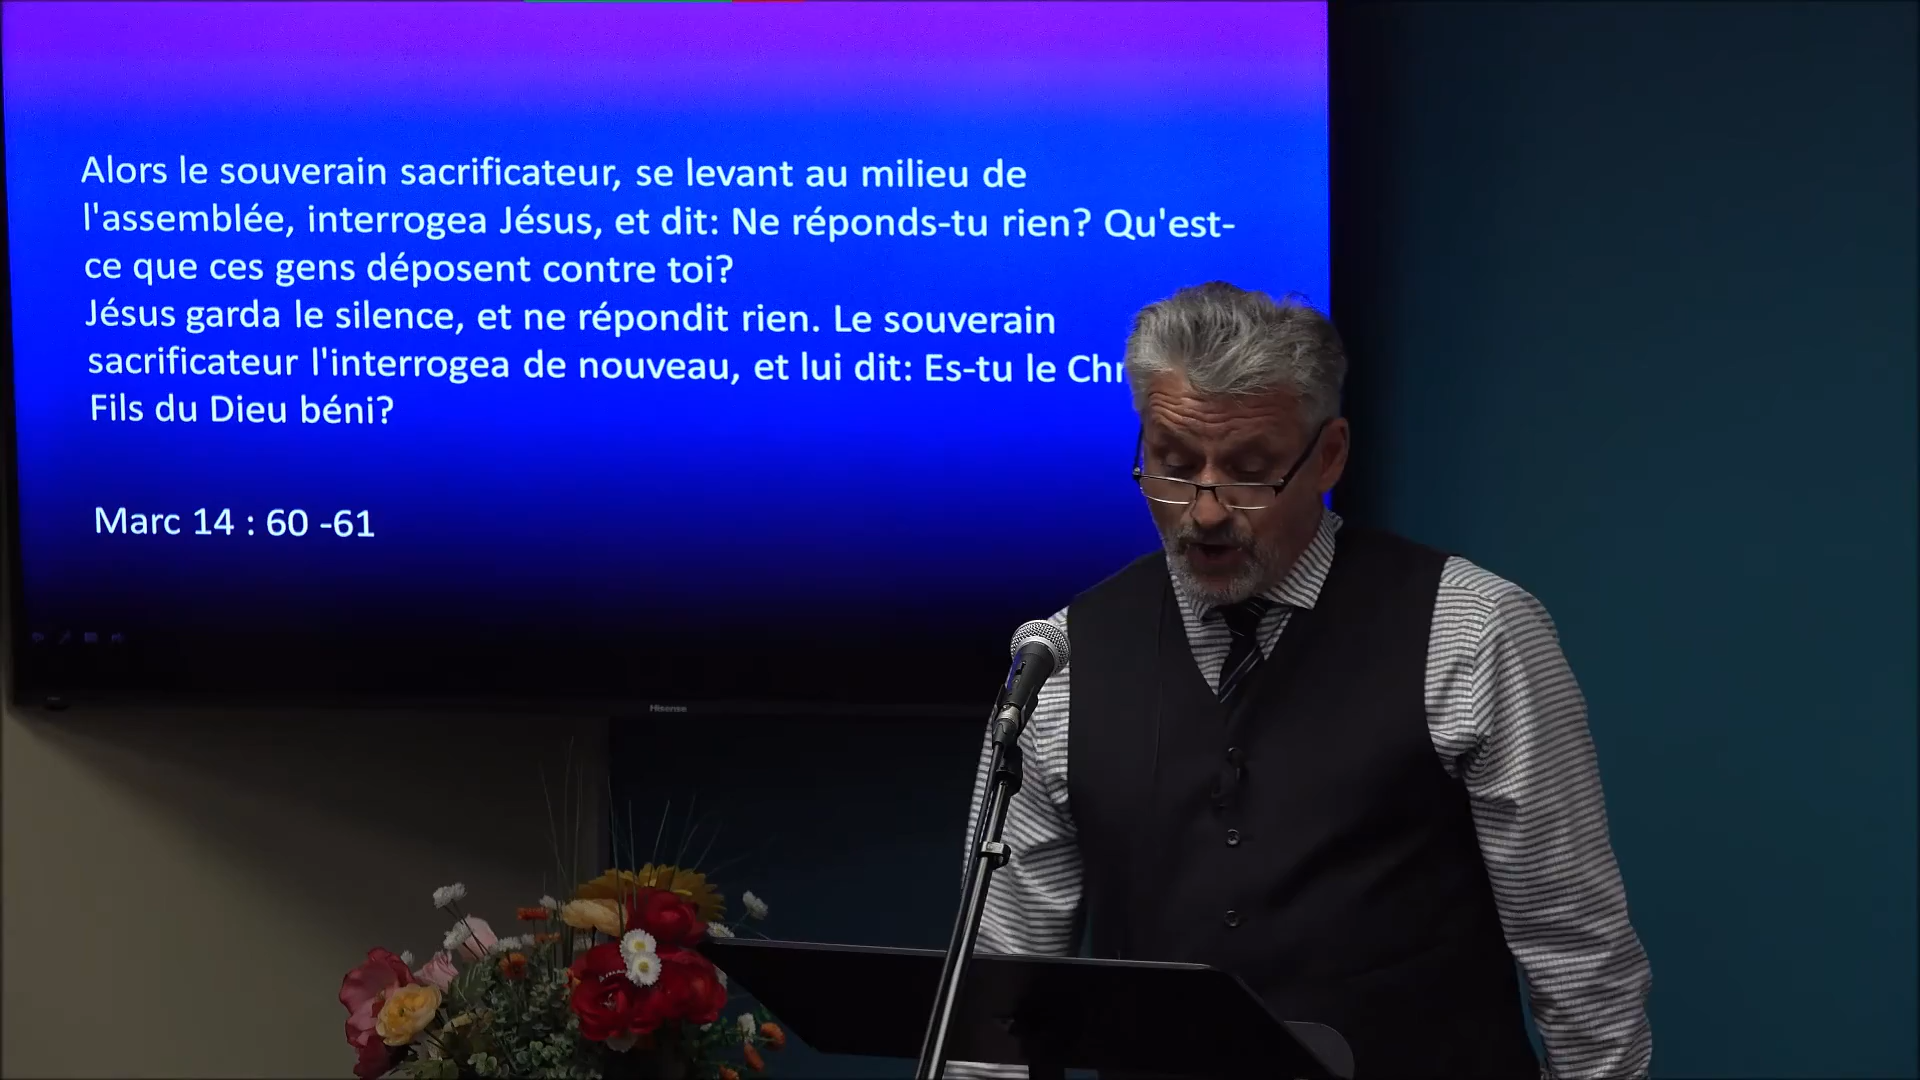 Alors le souverain sacrificateur, se levant au milieu de
l'assemblée, interrogea Jésus, et dit: Ne réponds-tu rien? Qu'est-
ce que ces gens déposent contre toi?
Jésus garda le silence, et ne répondit rien. Le souverain
sacrificateur l'interrogea de nouveau, et lui dit: Es-tu le
Fils du Dieu béni?
Marc 14 : 60 -61
Hisense